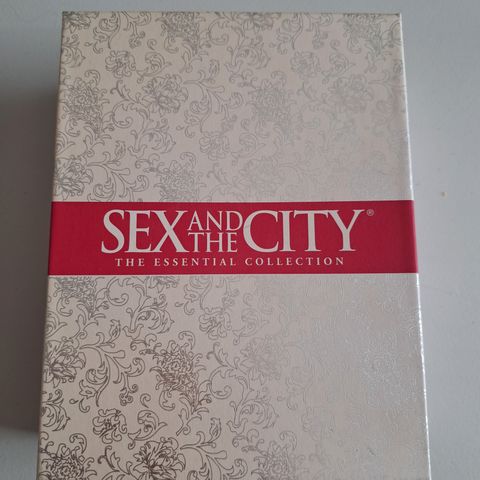 SEX AND THE CITY®
THE ESSENTIAL COLLECTION